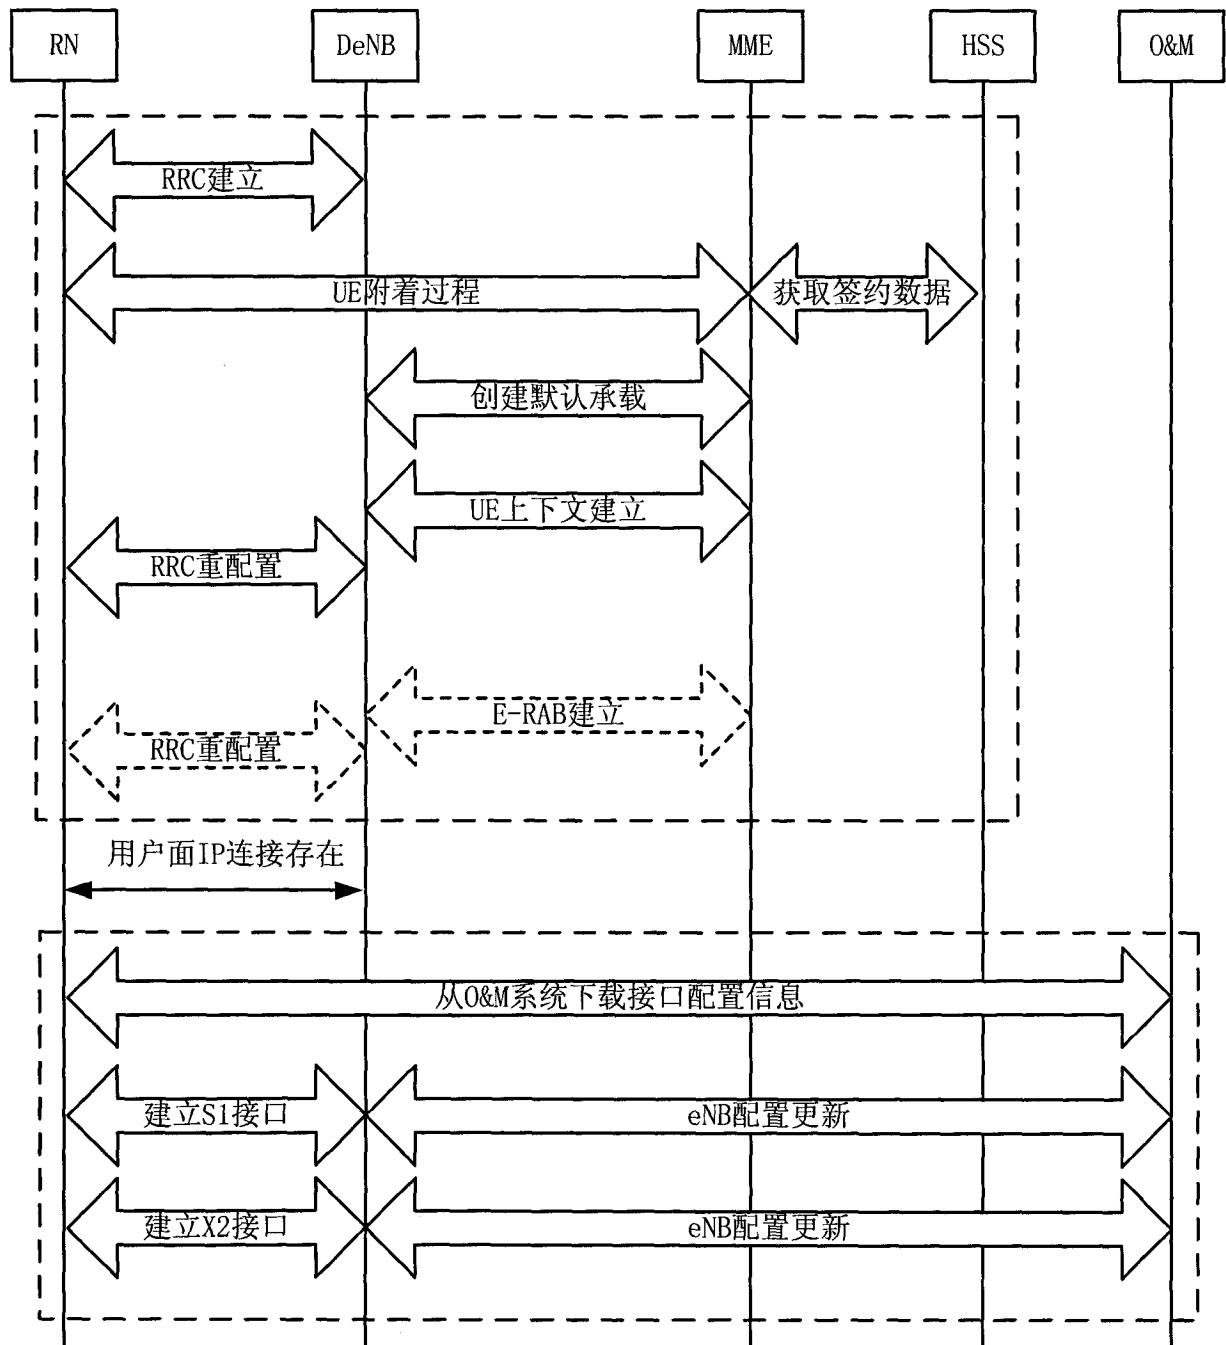 RN
DeNB
MME
HSS
O&M
RRC建立
UE附着过程
获取签约数据
创建默认承载
UE上下文建立
RRC重配置
E-RAB建立
RRC重配置
用户面IP连接存在
从O&M系统下载接口配置信息
建立S1接口
eNB配置更新
建立X2接口
eNB配置更新